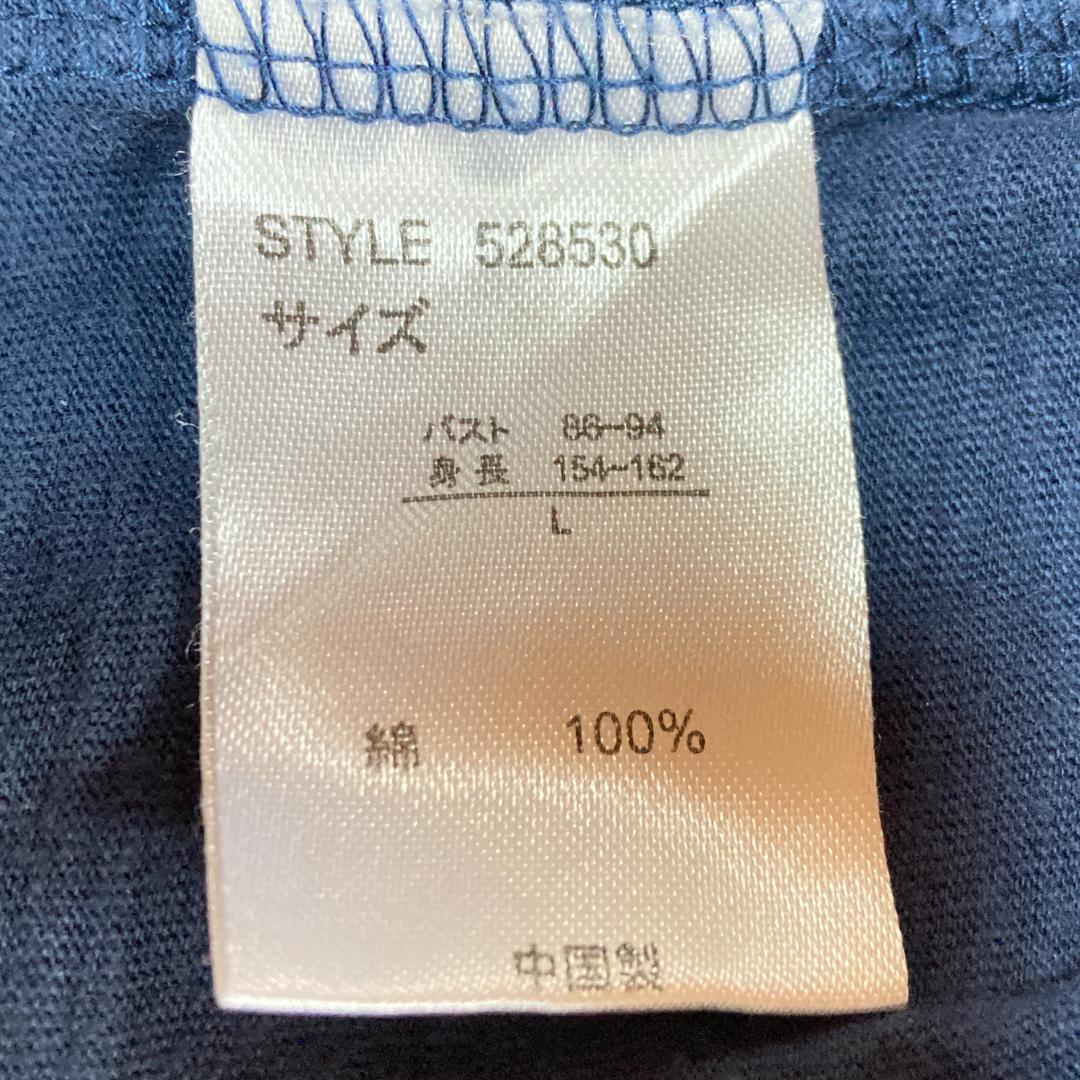 STYLE 528530
サイズ
バスト 86-94
身長 154-162
L
綿 100%
中国製